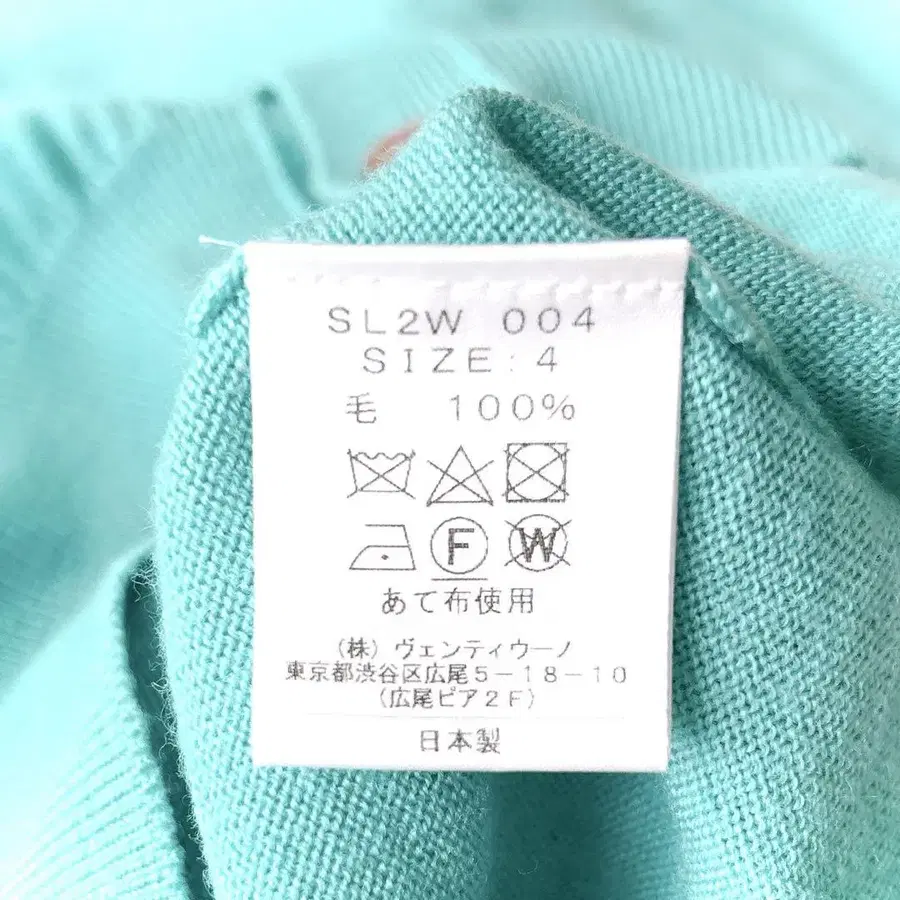 SL2W 004
SIZE:4
毛 100%
F W
あて布使用
(株)ヴェンティウーノ
東京都渋谷区広尾5-18-10
(広尾ピア2F)
日本製